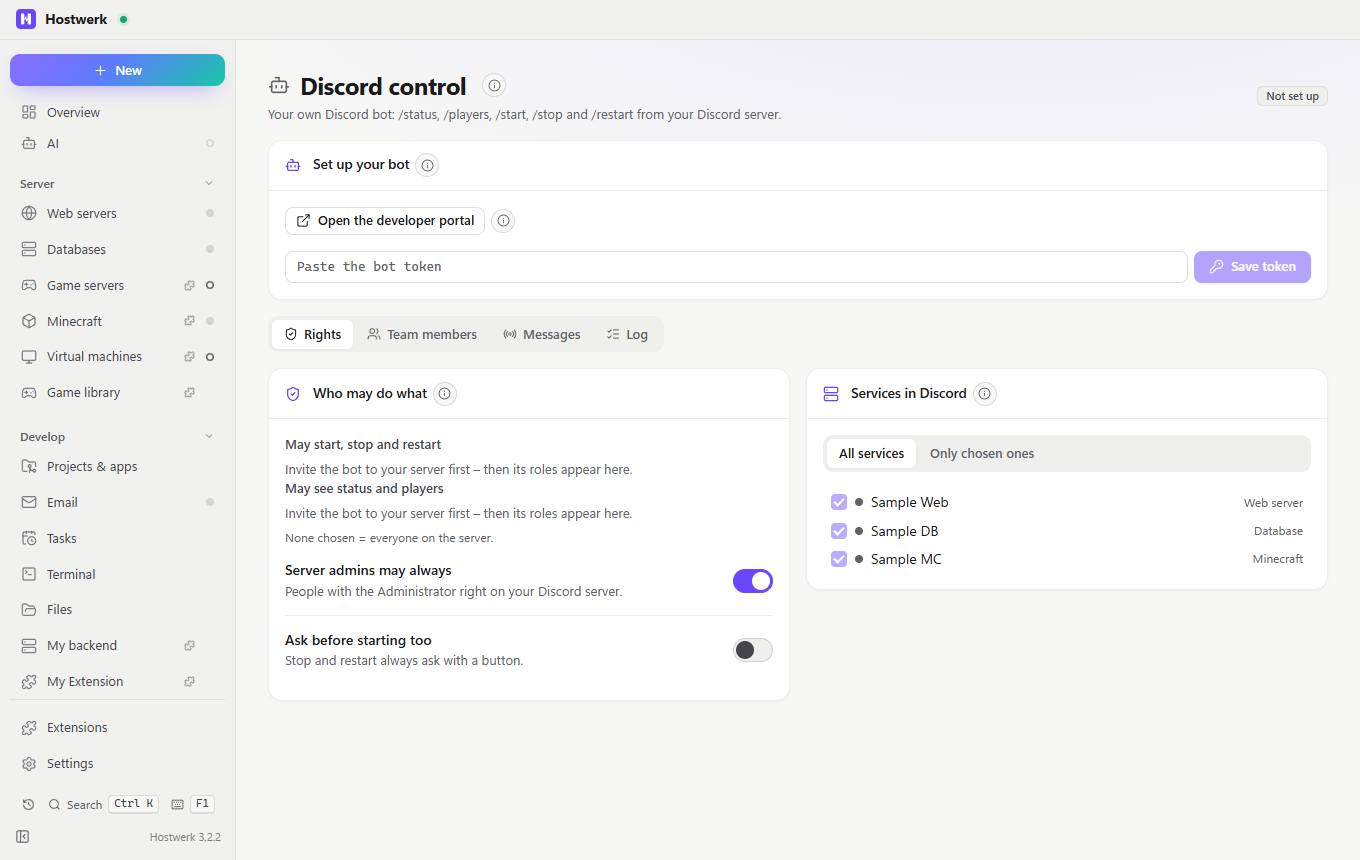 Hostwerk
New
Overview
AI
Server
Web servers
Databases
Game servers
Minecraft
Virtual machines
Game library
Develop
Projects & apps
Email
Tasks
Terminal
Files
My backend
My Extension
Extensions
Settings
Search Ctrl K F1
Hostwerk 3.2.2
Discord control
Your own Discord bot: /status, /players, /start, /stop and /restart from your Discord server.
Not set up
Set up your bot
Open the developer portal
Paste the bot token
Save token
Rights Team members Messages Log
Who may do what
May start, stop and restart
Invite the bot to your server first – then its roles appear here.
May see status and players
Invite the bot to your server first – then its roles appear here.
None chosen = everyone on the server.
Server admins may always
People with the Administrator right on your Discord server.
Ask before starting too
Stop and restart always ask with a button.
Services in Discord
All services Only chosen ones
Sample Web Web server
Sample DB Database
Sample MC Minecraft